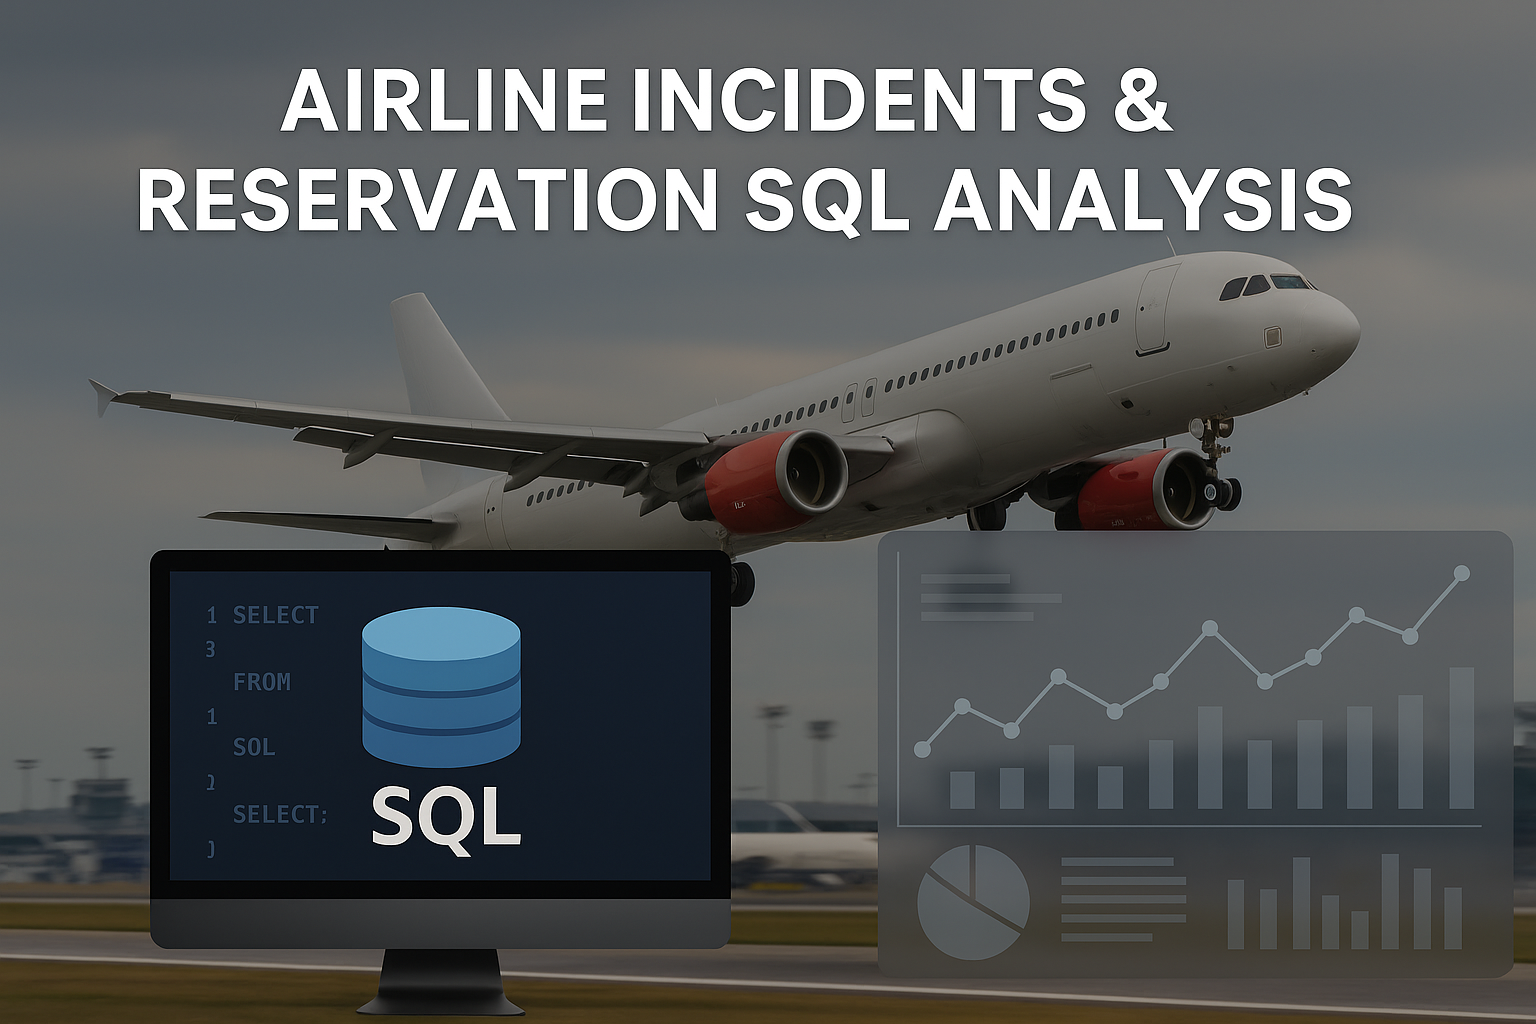 AIRLINE INCIDENTS &
RESERVATION SQL ANALYSIS
1 SELECT
3
FROM
1
SOL
SELECT;
SQL